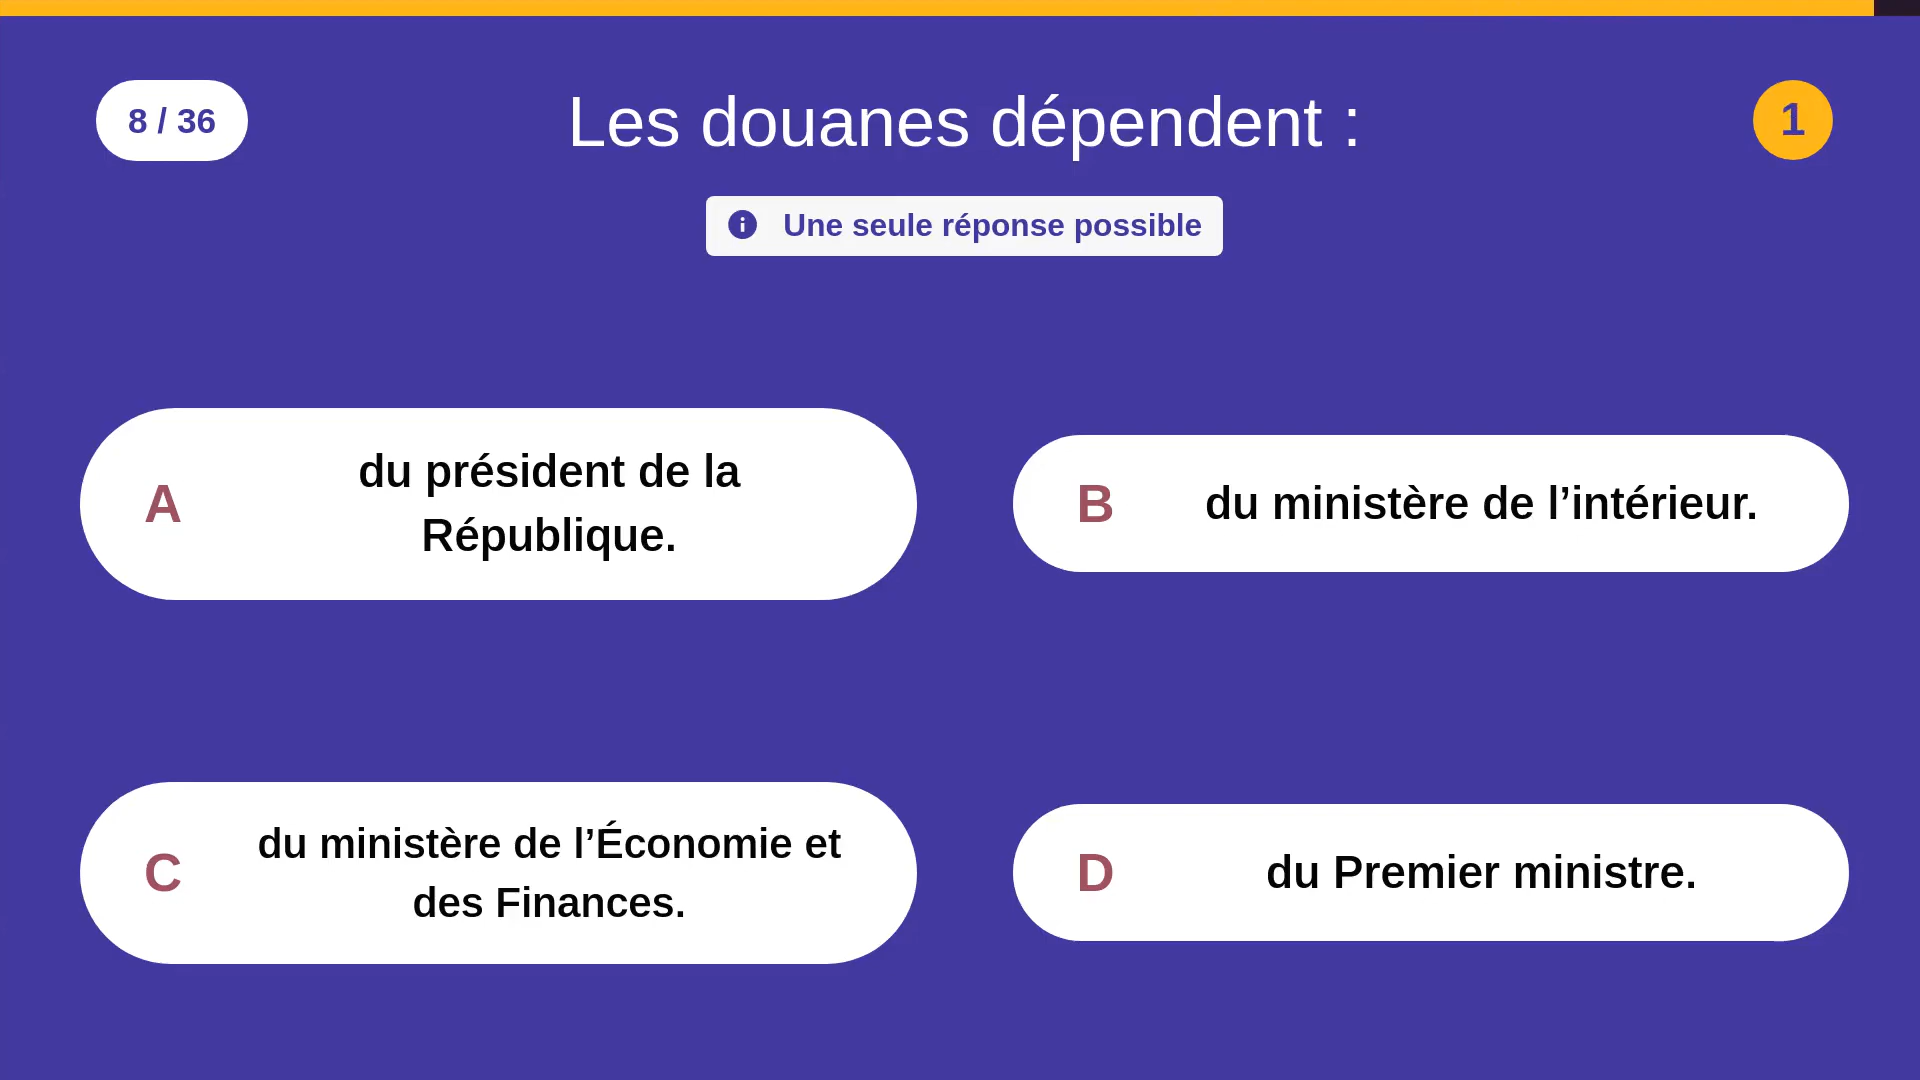 8 / 36
Les douanes dépendent :
1
Une seule réponse possible
A
du président de la
République.
B
du ministère de l’intérieur.
C
du ministère de l’Économie et
des Finances.
D
du Premier ministre.